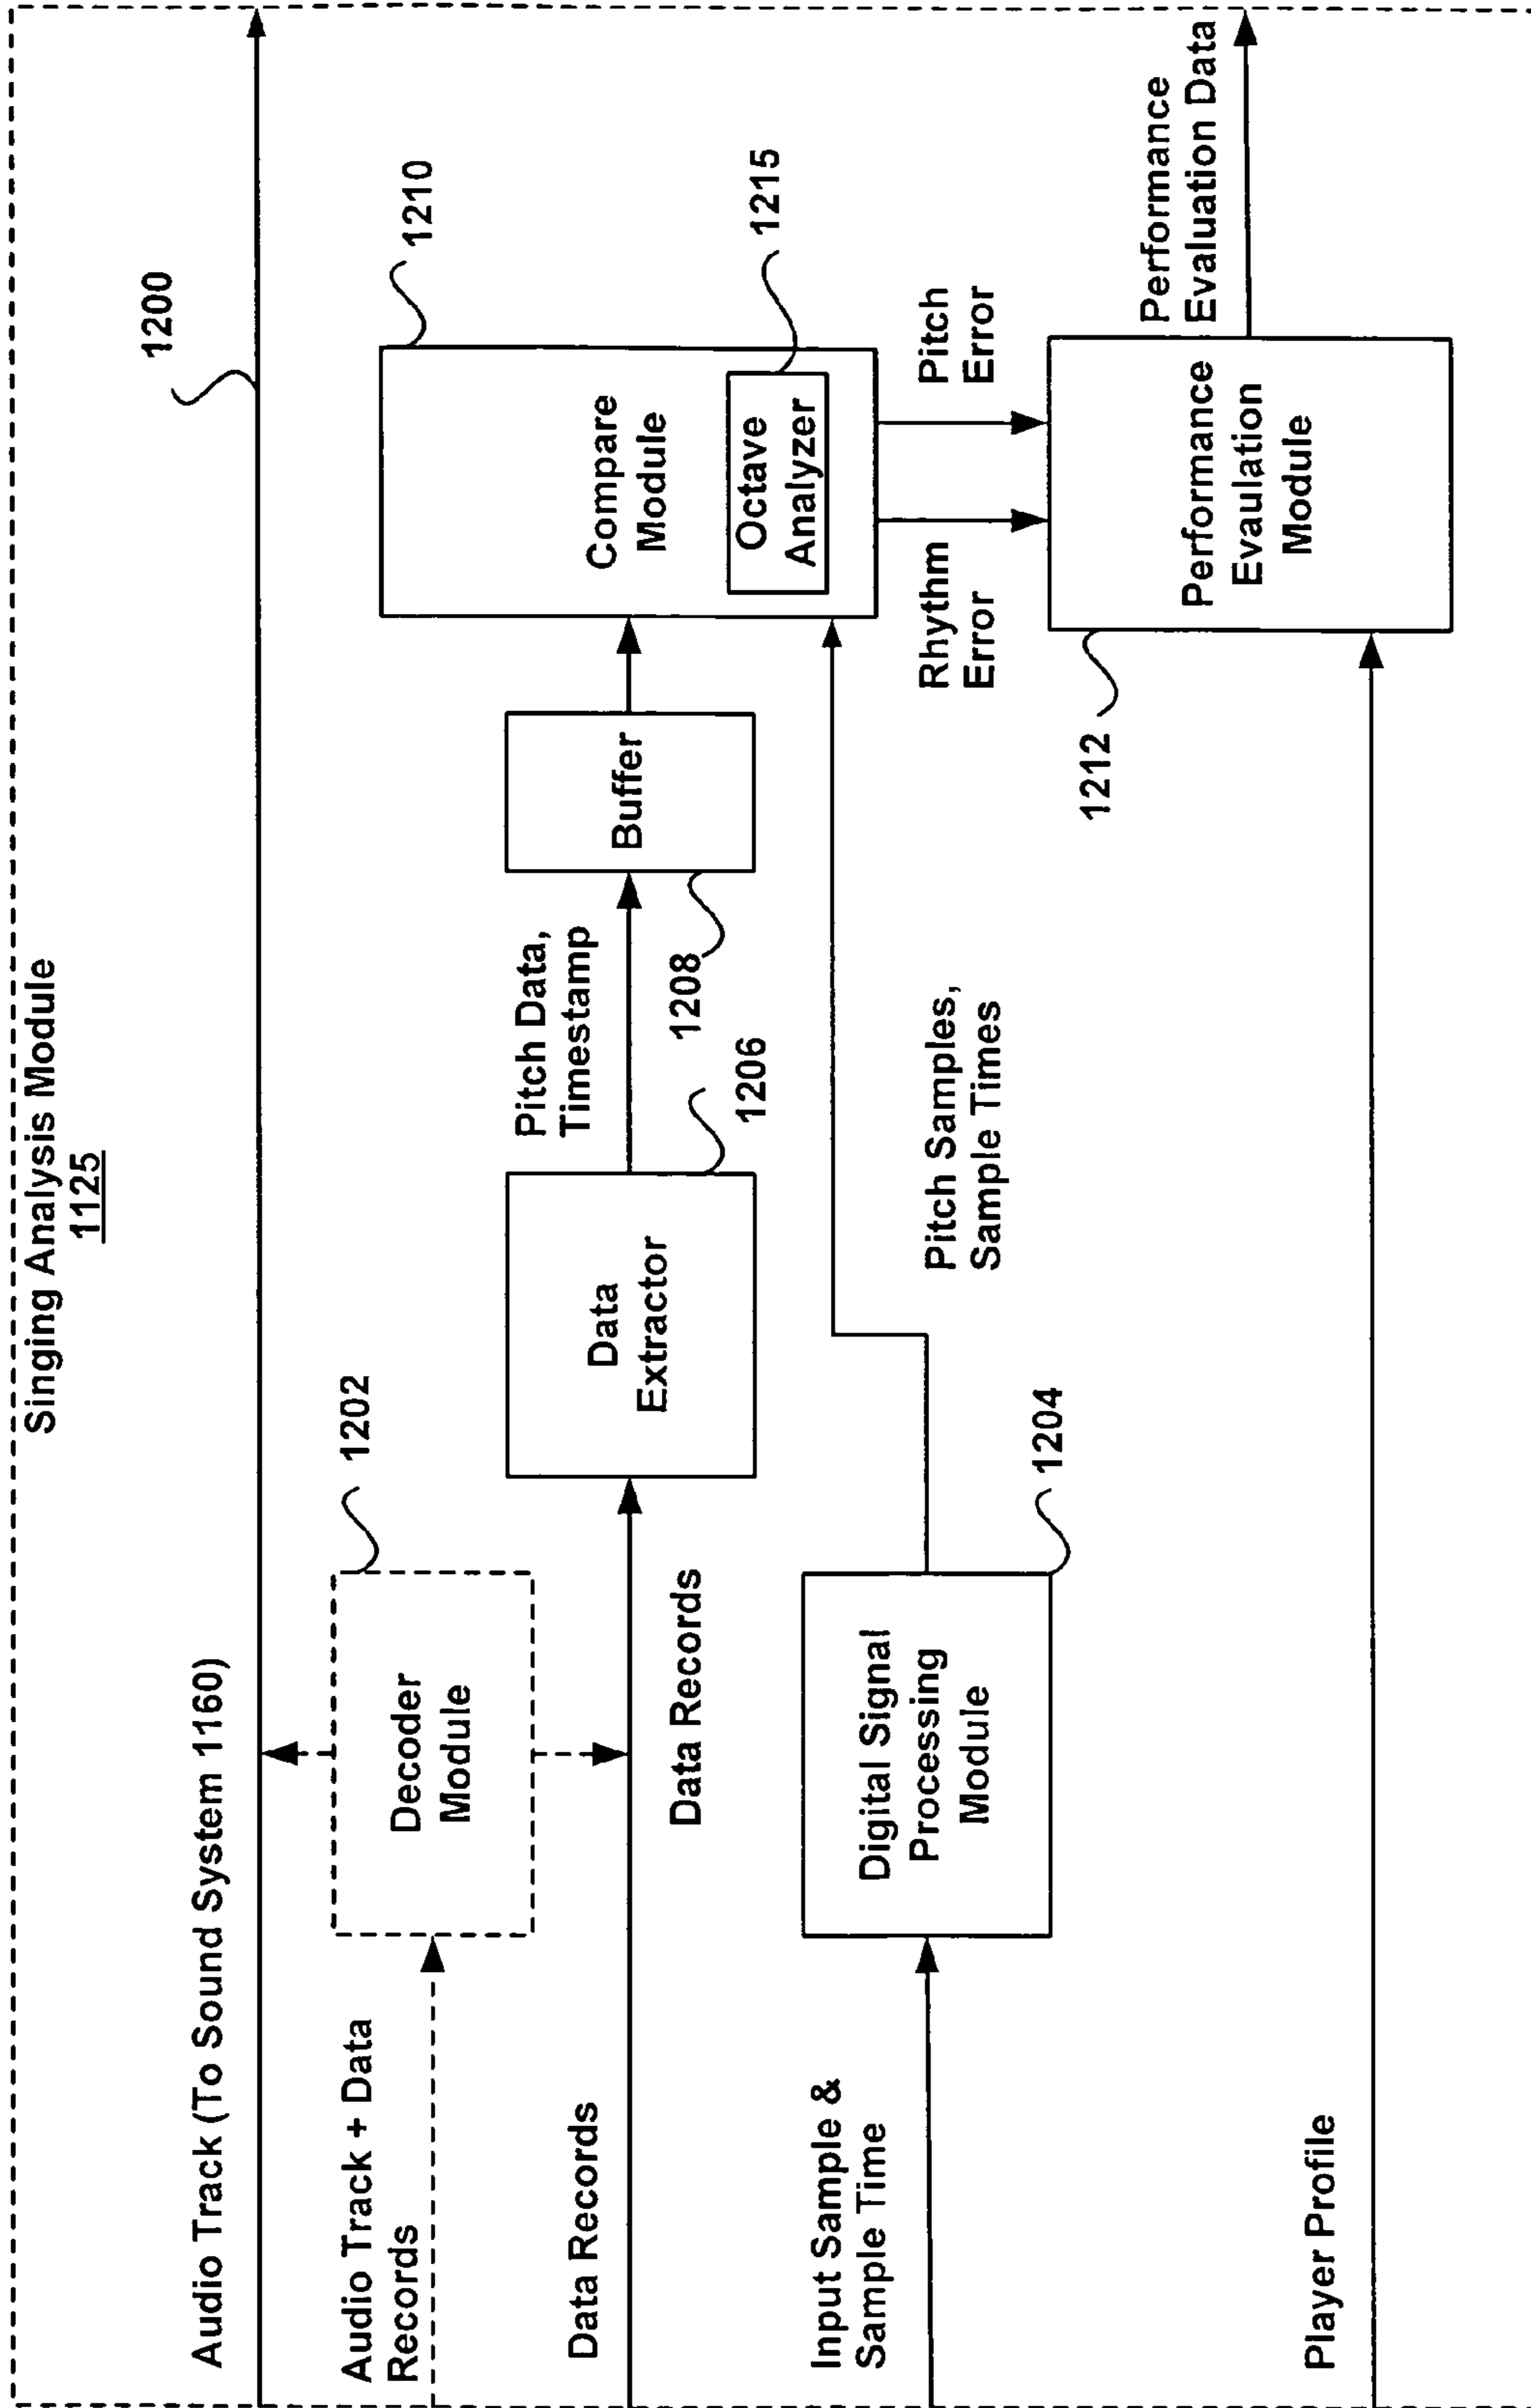 Singing Analysis Module
1125
Audio Track (To Sound System 1160)
1200
Audio Track + Data
Records
Decoder
Module
1202
Data Records
Data Records
Data
Extractor
1206
Pitch Data,
Timestamp
Buffer
1208
Compare
Module
1210
Octave
Analyzer
1215
Input Sample &
Sample Time
Digital Signal
Processing
Module
1204
Pitch Samples,
Sample Times
Rhythm
Error
Pitch
Error
Player Profile
Performance
Evaulation
Module
1212
Performance
Evaluation Data